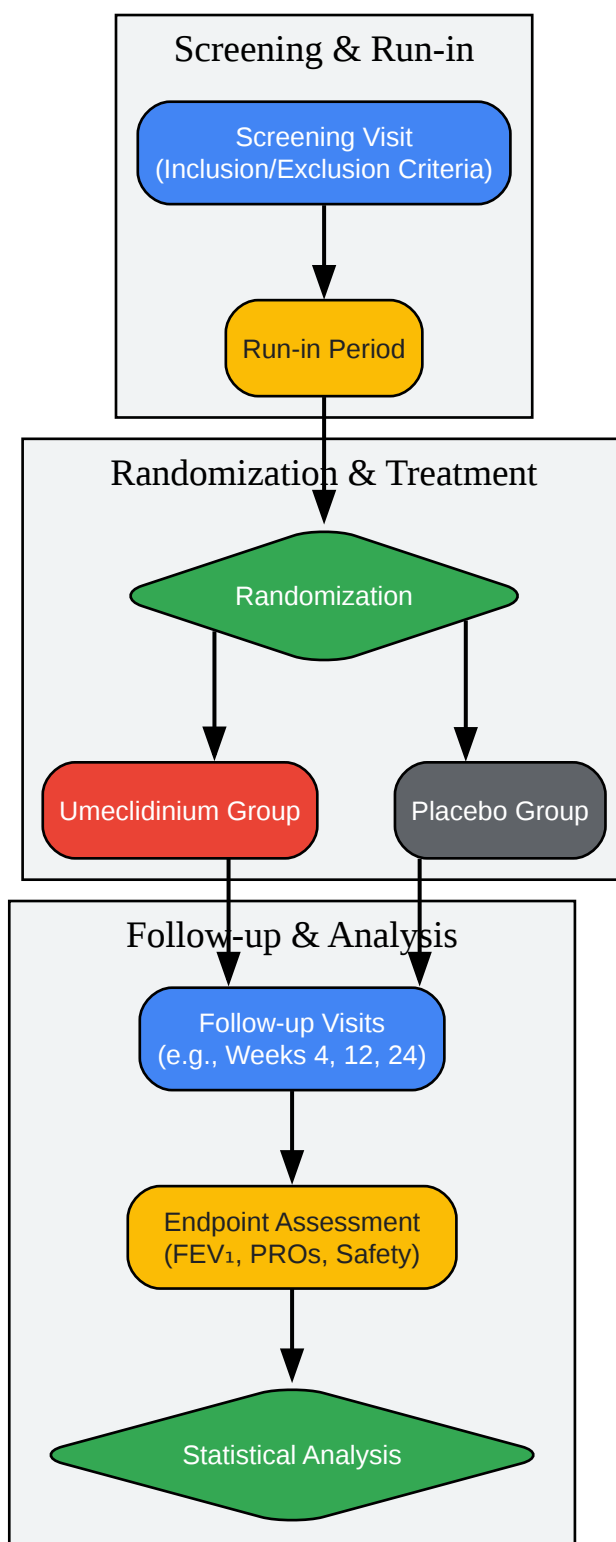 Screening & Run-in
Screening Visit
(Inclusion/Exclusion Criteria)
Run-in Period
Randomization & Treatment
Randomization
Umeclidinium Group
Placebo Group
Follow-up & Analysis
Follow-up Visits
(e.g., Weeks 4, 12, 24)
Endpoint Assessment
(FEV₁, PROs, Safety)
Statistical Analysis